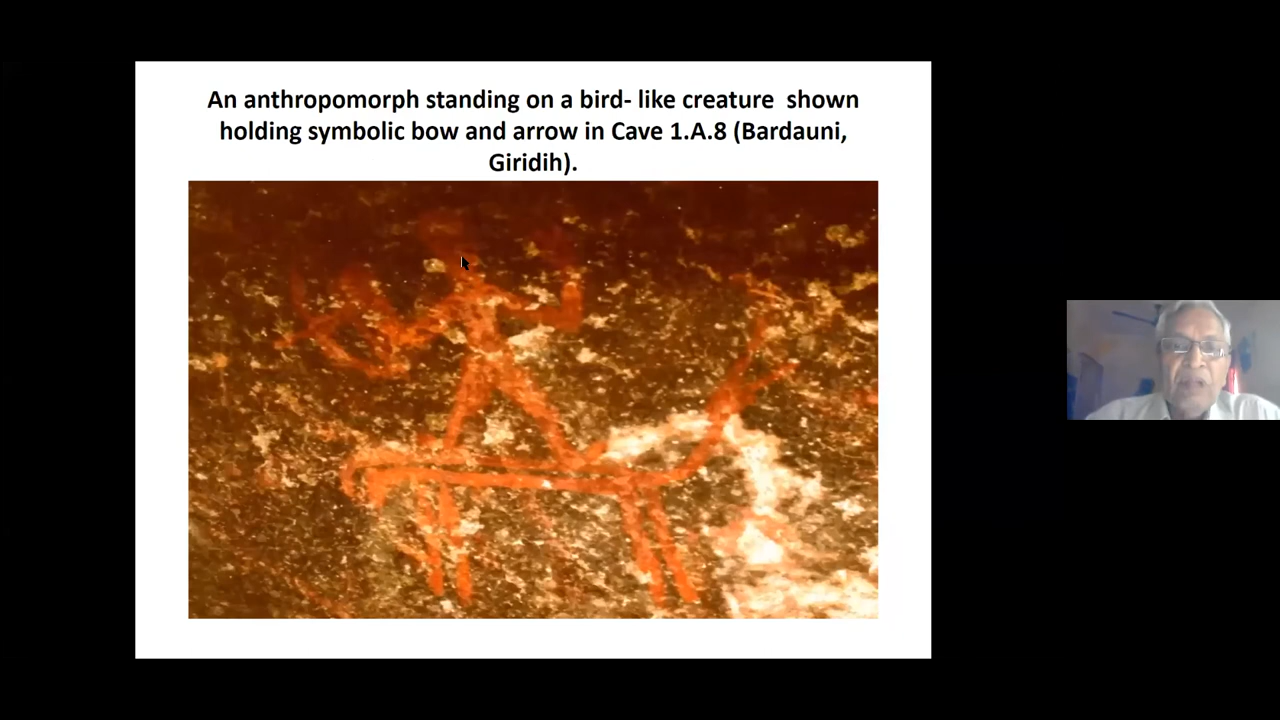 An anthropomorph standing on a bird- like creature  shown
holding symbolic bow and arrow in Cave 1.A.8 (Bardauni,
Giridih).